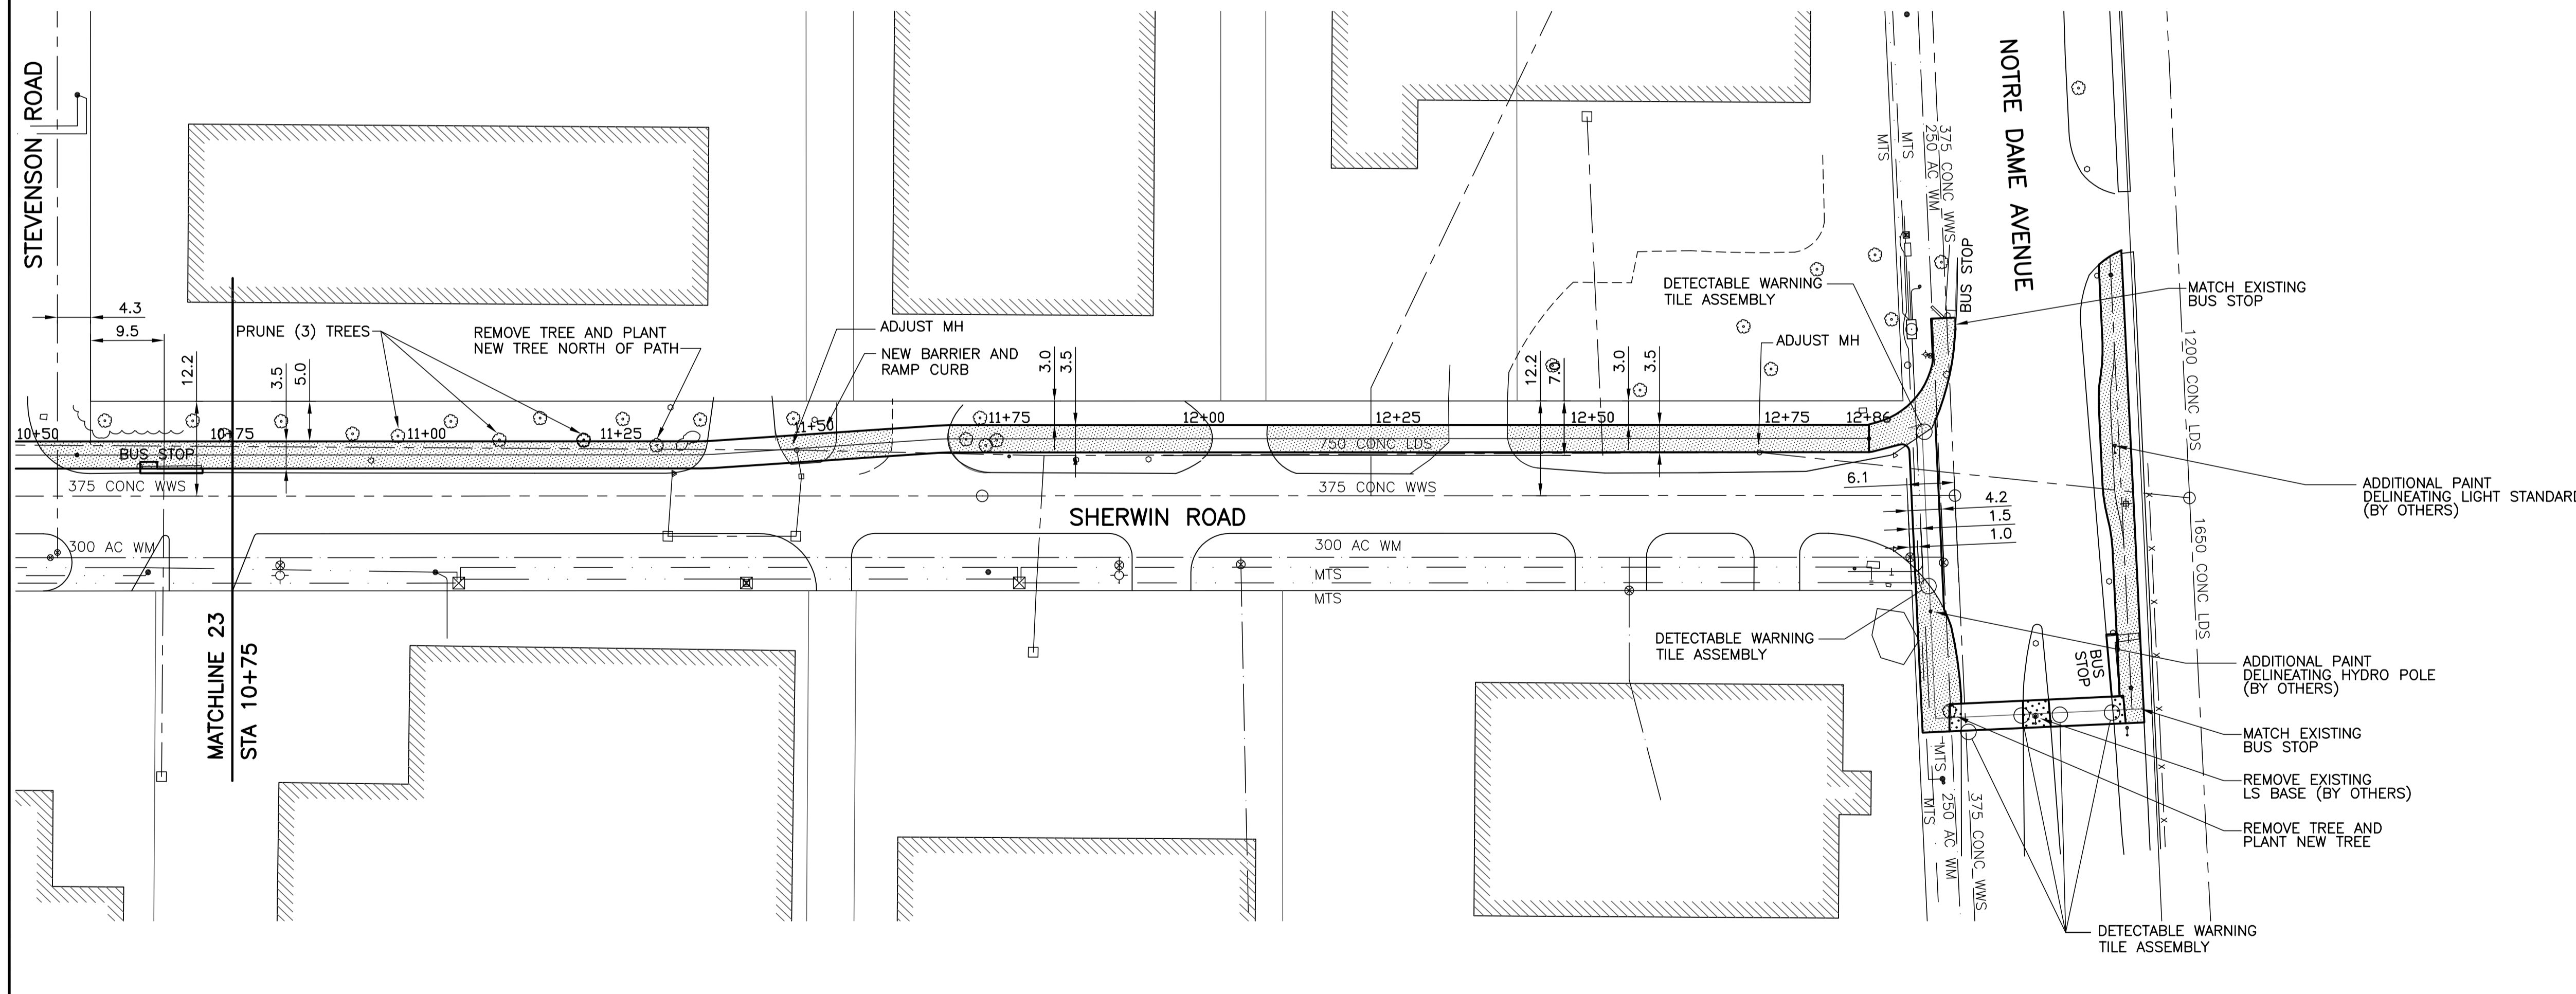 STEVENSON ROAD
4.3
9.5
12.2
3.5
5.0
PRUNE (3) TREES
REMOVE TREE AND PLANT
NEW TREE NORTH OF PATH
ADJUST MH
NEW BARRIER AND
RAMP CURB
3.0
3.5
12.2
7.0
3.0
3.5
DETECTABLE WARNING
TILE ASSEMBLY
ADJUST MH
MTS
MTS
250 AC WM
375 CONC WWS
BUS STOP
NOTRE DAME AVENUE
MATCH EXISTING
BUS STOP
1200 CONC LDS
10+50
10+75
11+00
11+25
11+50
11+75
12+00
12+25
12+50
12+75
12+86
BUS STOP
750 CONC LDS
375 CONC WWS
375 CONC WWS
SHERWIN ROAD
6.1
4.2
1.5
1.0
ADDITIONAL PAINT
DELINEATING LIGHT STANDARD
(BY OTHERS)
1650 CONC LDS
300 AC WM
300 AC WM
MTS
MTS
MATCHLINE 23
STA 10+75
DETECTABLE WARNING
TILE ASSEMBLY
BUS
STOP
ADDITIONAL PAINT
DELINEATING HYDRO POLE
(BY OTHERS)
MATCH EXISTING
BUS STOP
REMOVE EXISTING
LS BASE (BY OTHERS)
REMOVE TREE AND
PLANT NEW TREE
MTS
MTS
250 AC WM
375 CONC WWS
DETECTABLE WARNING
TILE ASSEMBLY